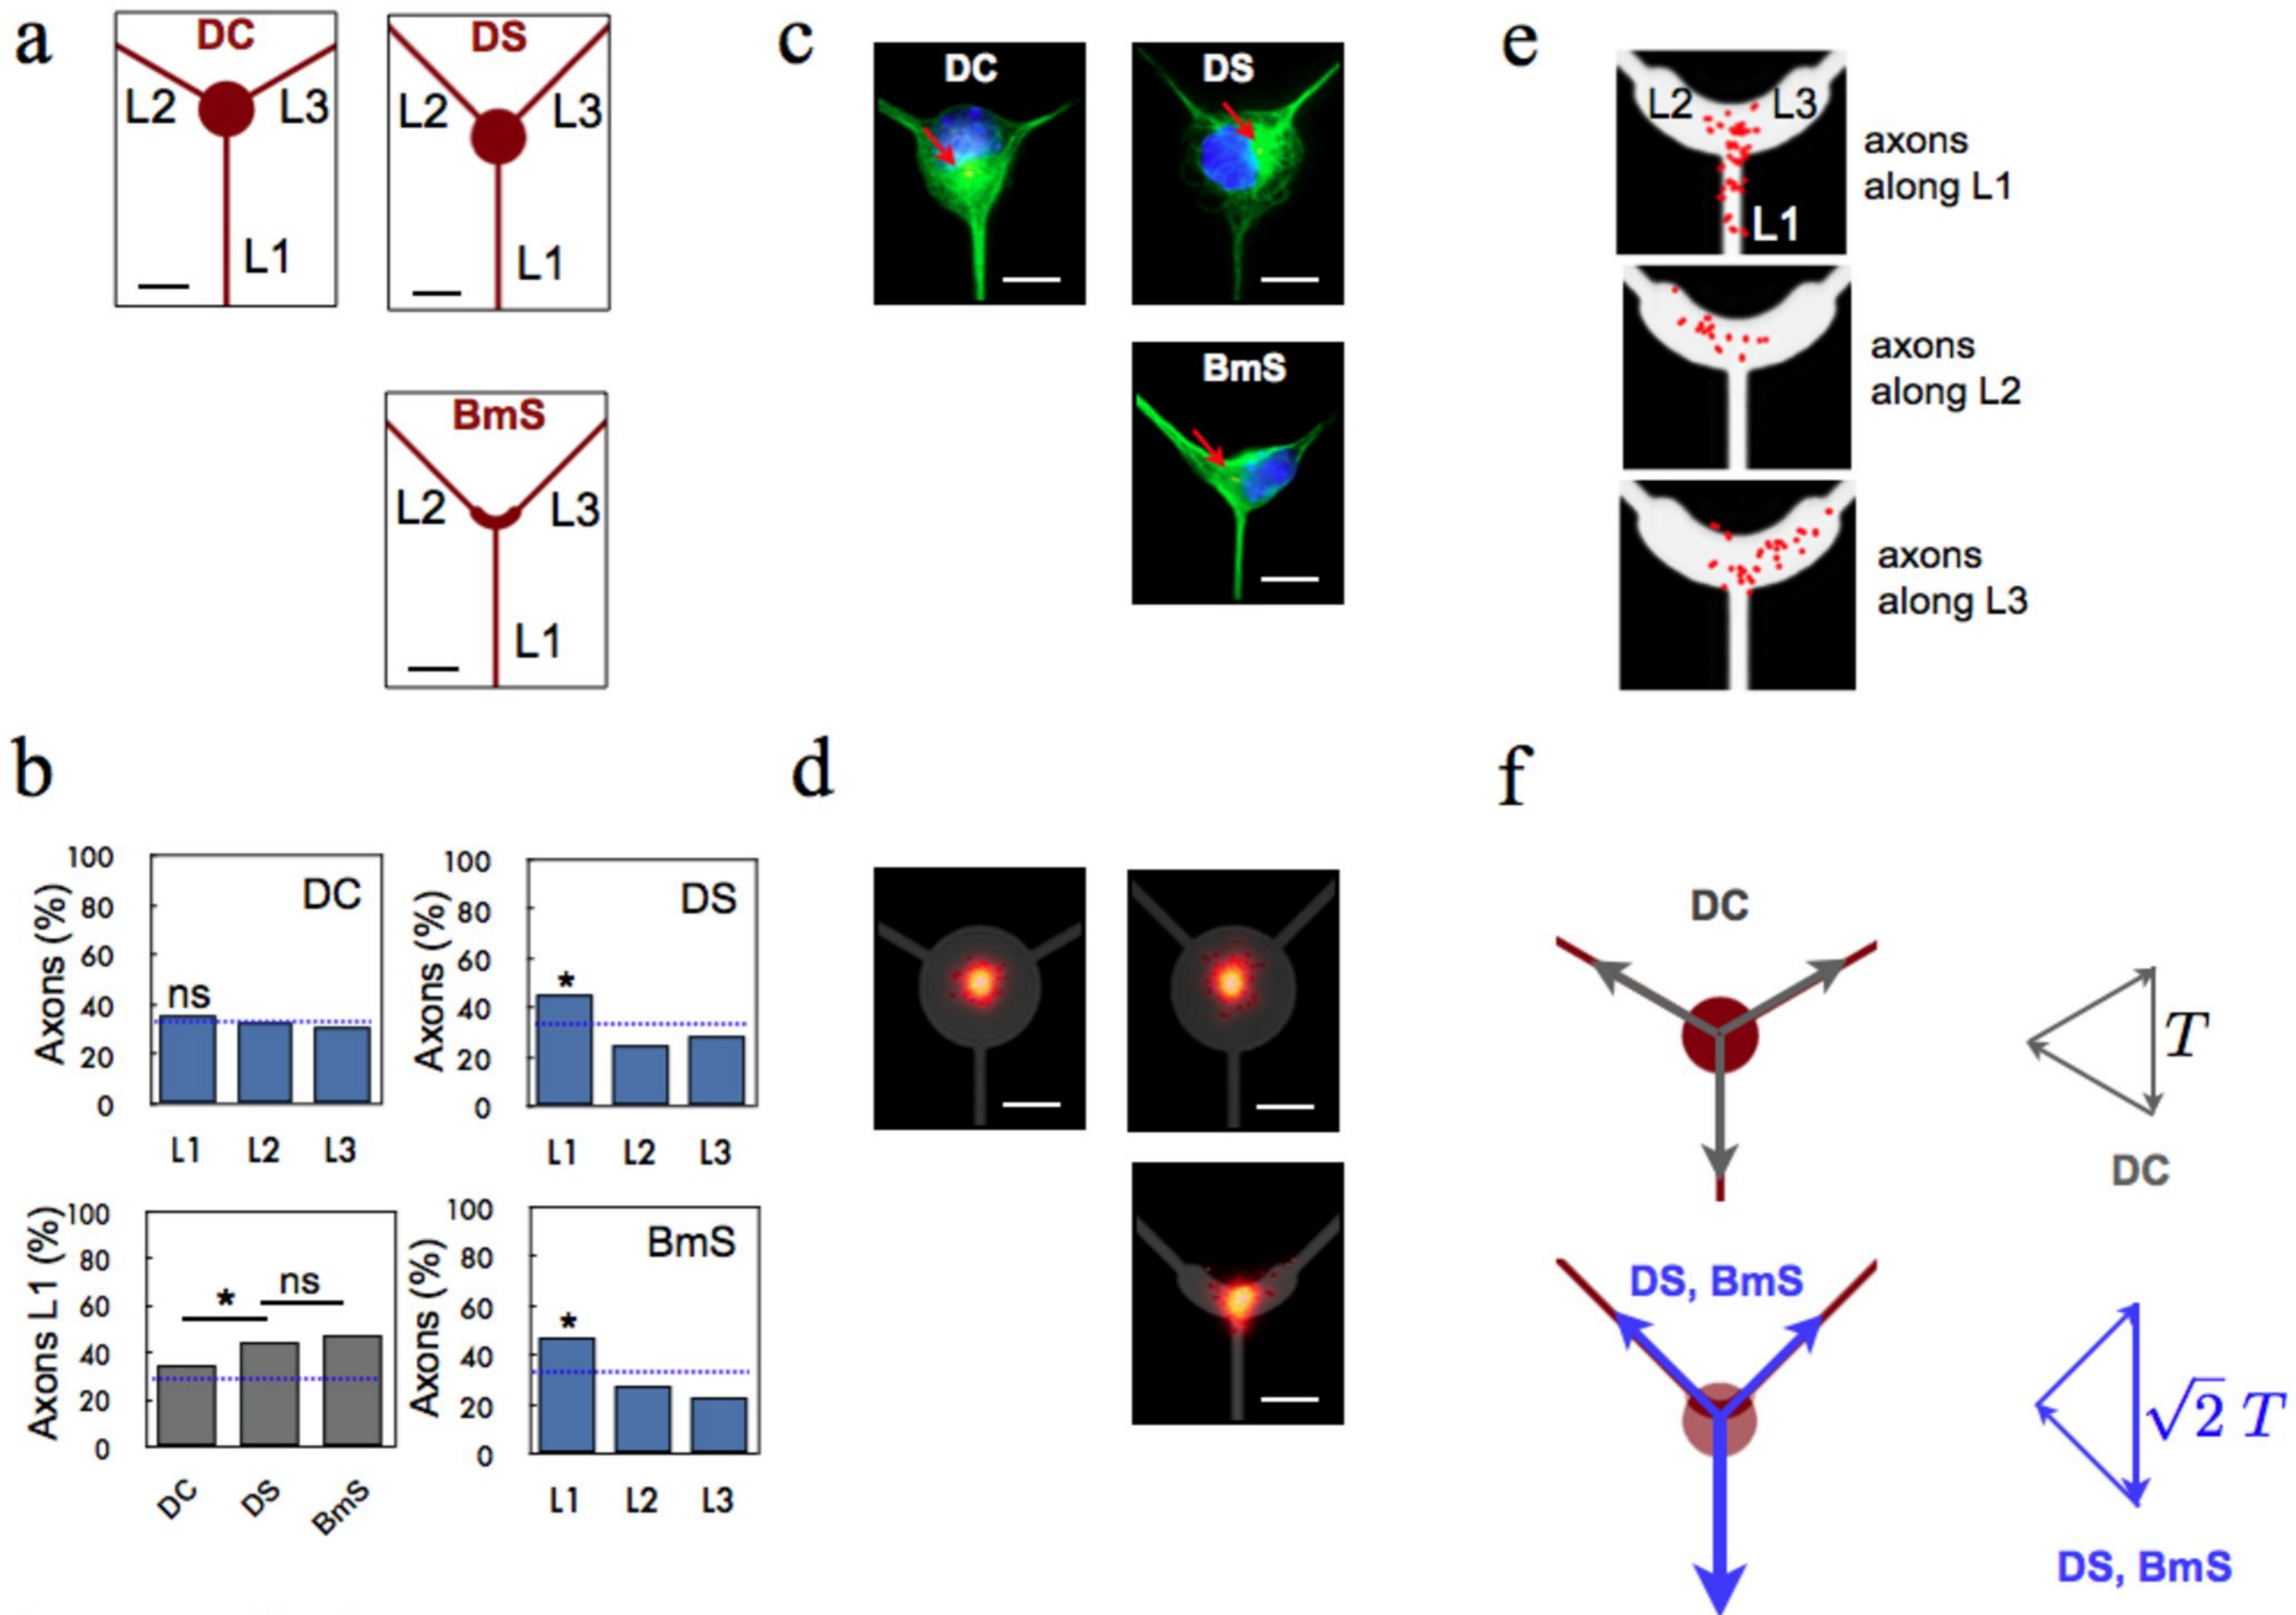 a
DC
L2
L3
L1
DS
L2
L3
L1
BmS
L2
L3
L1
b
Axons (%)
100
80
60
40
20
0
DC
ns
L1 L2 L3
Axons (%)
100
80
60
40
20
0
DS
*
L1 L2 L3
Axons L1 (%)
100
80
60
40
20
0
*
ns
DC
DS
BmS
Axons (%)
100
80
60
40
20
0
BmS
*
L1 L2 L3
c
DC
DS
BmS
d
e
L2
L3
L1
axons
along L1
axons
along L2
axons
along L3
f
DC
T
DC
DS, BmS
√2 T
DS, BmS